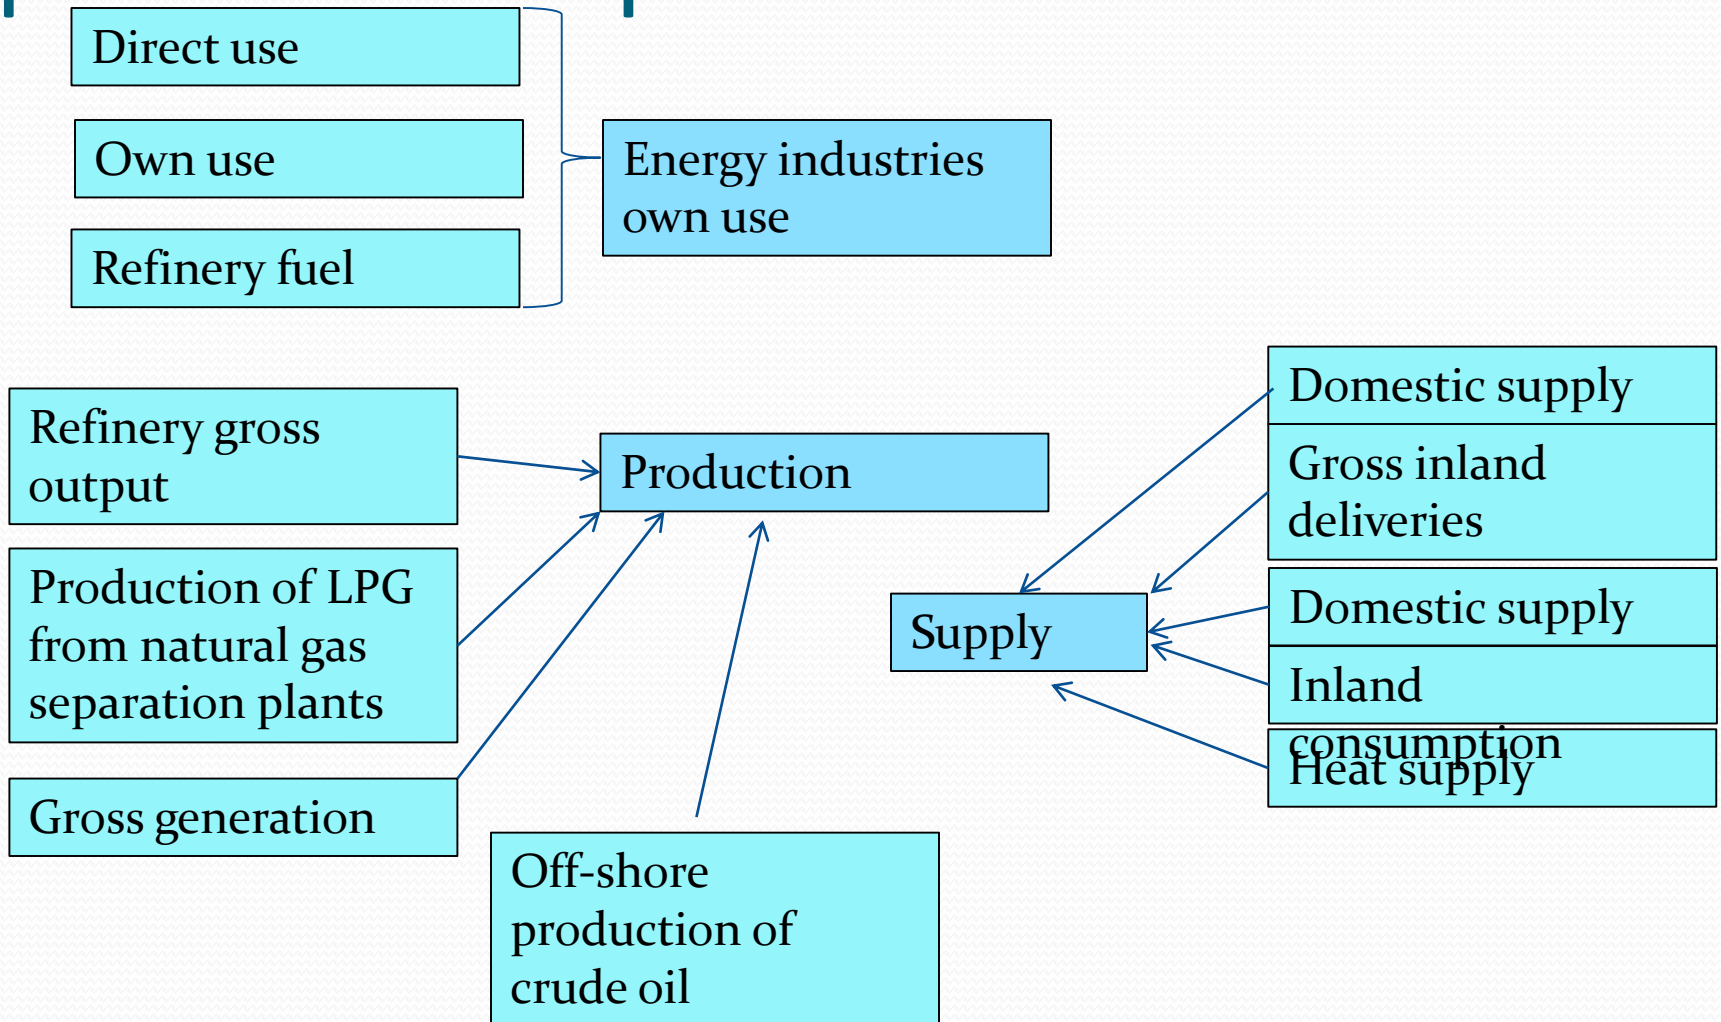 Direct use
Own use
Refinery fuel
Energy industries
own use
Refinery gross
output
Production of LPG
from natural gas
separation plants
Gross generation
Production
Off-shore
production of
crude oil
Supply
Domestic supply
Gross inland
deliveries
Domestic supply
Inland
consumption
Heat supply